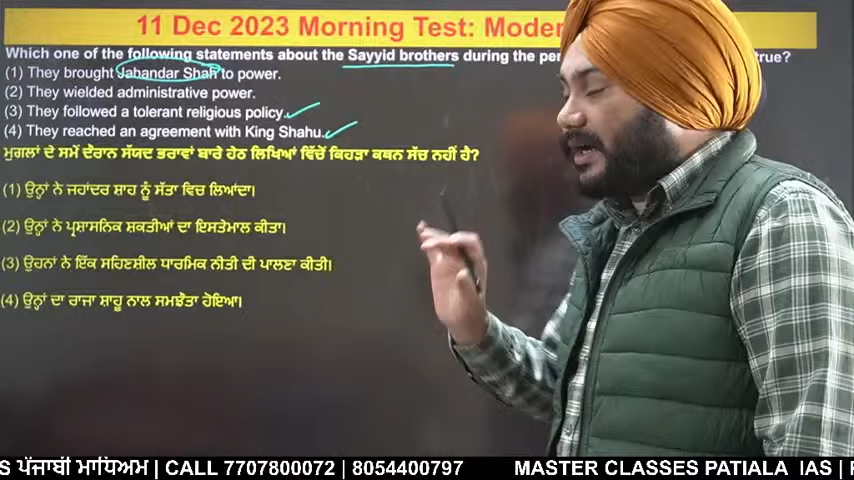 11 Dec 2023 Morning Test: Moder
Which one of the following statements about the Sayyid brothers during the per true?
(1) They brought Jahandar Shah to power.
(2) They wielded administrative power.
(3) They followed a tolerant religious policy.
(4) They reached an agreement with King Shahu.
ਮੁਗਲਾਂ ਦੇ ਸਮੇਂ ਦੌਰਾਨ ਸੱਯਦ ਭਰਾਵਾਂ ਬਾਰੇ ਹੇਠ ਲਿਖਿਆਂ ਵਿੱਚੋਂ ਕਿਹੜਾ ਕਥਨ ਸੱਚ ਨਹੀਂ ਹੈ?
(1) ਉਨ੍ਹਾਂ ਨੇ ਜਹਾਂਦਰ ਸ਼ਾਹ ਨੂੰ ਸੱਤਾ ਵਿਚ ਲਿਆਂਦਾ।
(2) ਉਨ੍ਹਾਂ ਨੇ ਪ੍ਰਸ਼ਾਸਨਿਕ ਸ਼ਕਤੀਆਂ ਦਾ ਇਸਤੇਮਾਲ ਕੀਤਾ।
(3) ਉਹਨਾਂ ਨੇ ਇੱਕ ਸਹਿਣਸ਼ੀਲ ਧਾਰਮਿਕ ਨੀਤੀ ਦੀ ਪਾਲਣਾ ਕੀਤੀ।
(4) ਉਨ੍ਹਾਂ ਦਾ ਰਾਜਾ ਸ਼ਾਹੂ ਨਾਲ ਸਮਝੌਤਾ ਹੋਇਆ।
S ਪੰਜਾਬੀ ਮਾਧਿਅਮ | CALL 7707800072 | 8054400797 MASTER CLASSES PATIALA IAS |